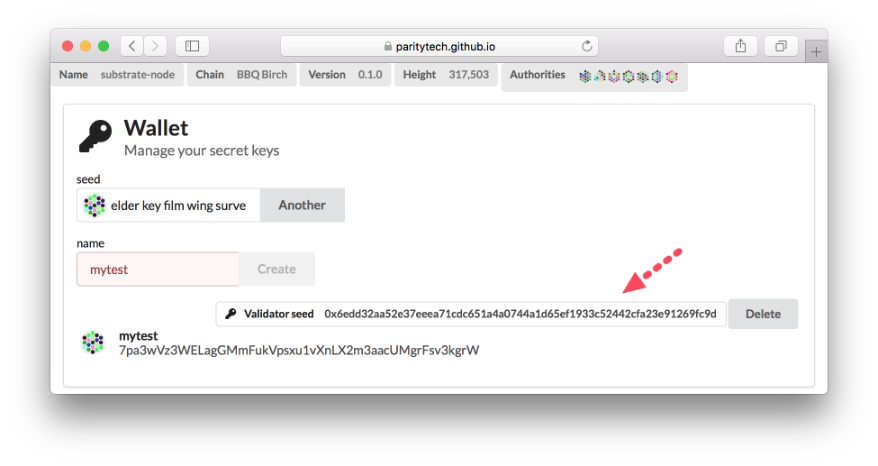 paritytech.github.io
Name substrate-node Chain BBQ Birch Version 0.1.0 Height 317,503 Authorities
Wallet
Manage your secret keys
seed
elder key film wing surve Another
name
mytest Create
Validator seed 0x6edd32aa52e37eeea71cdc651a4a0744a1d65ef1933c52442cfa23e91269fc9d Delete
mytest
7pa3wVz3WELagGMmFukVpsxu1vXnLX2m3aacUMgrFsv3kgrW